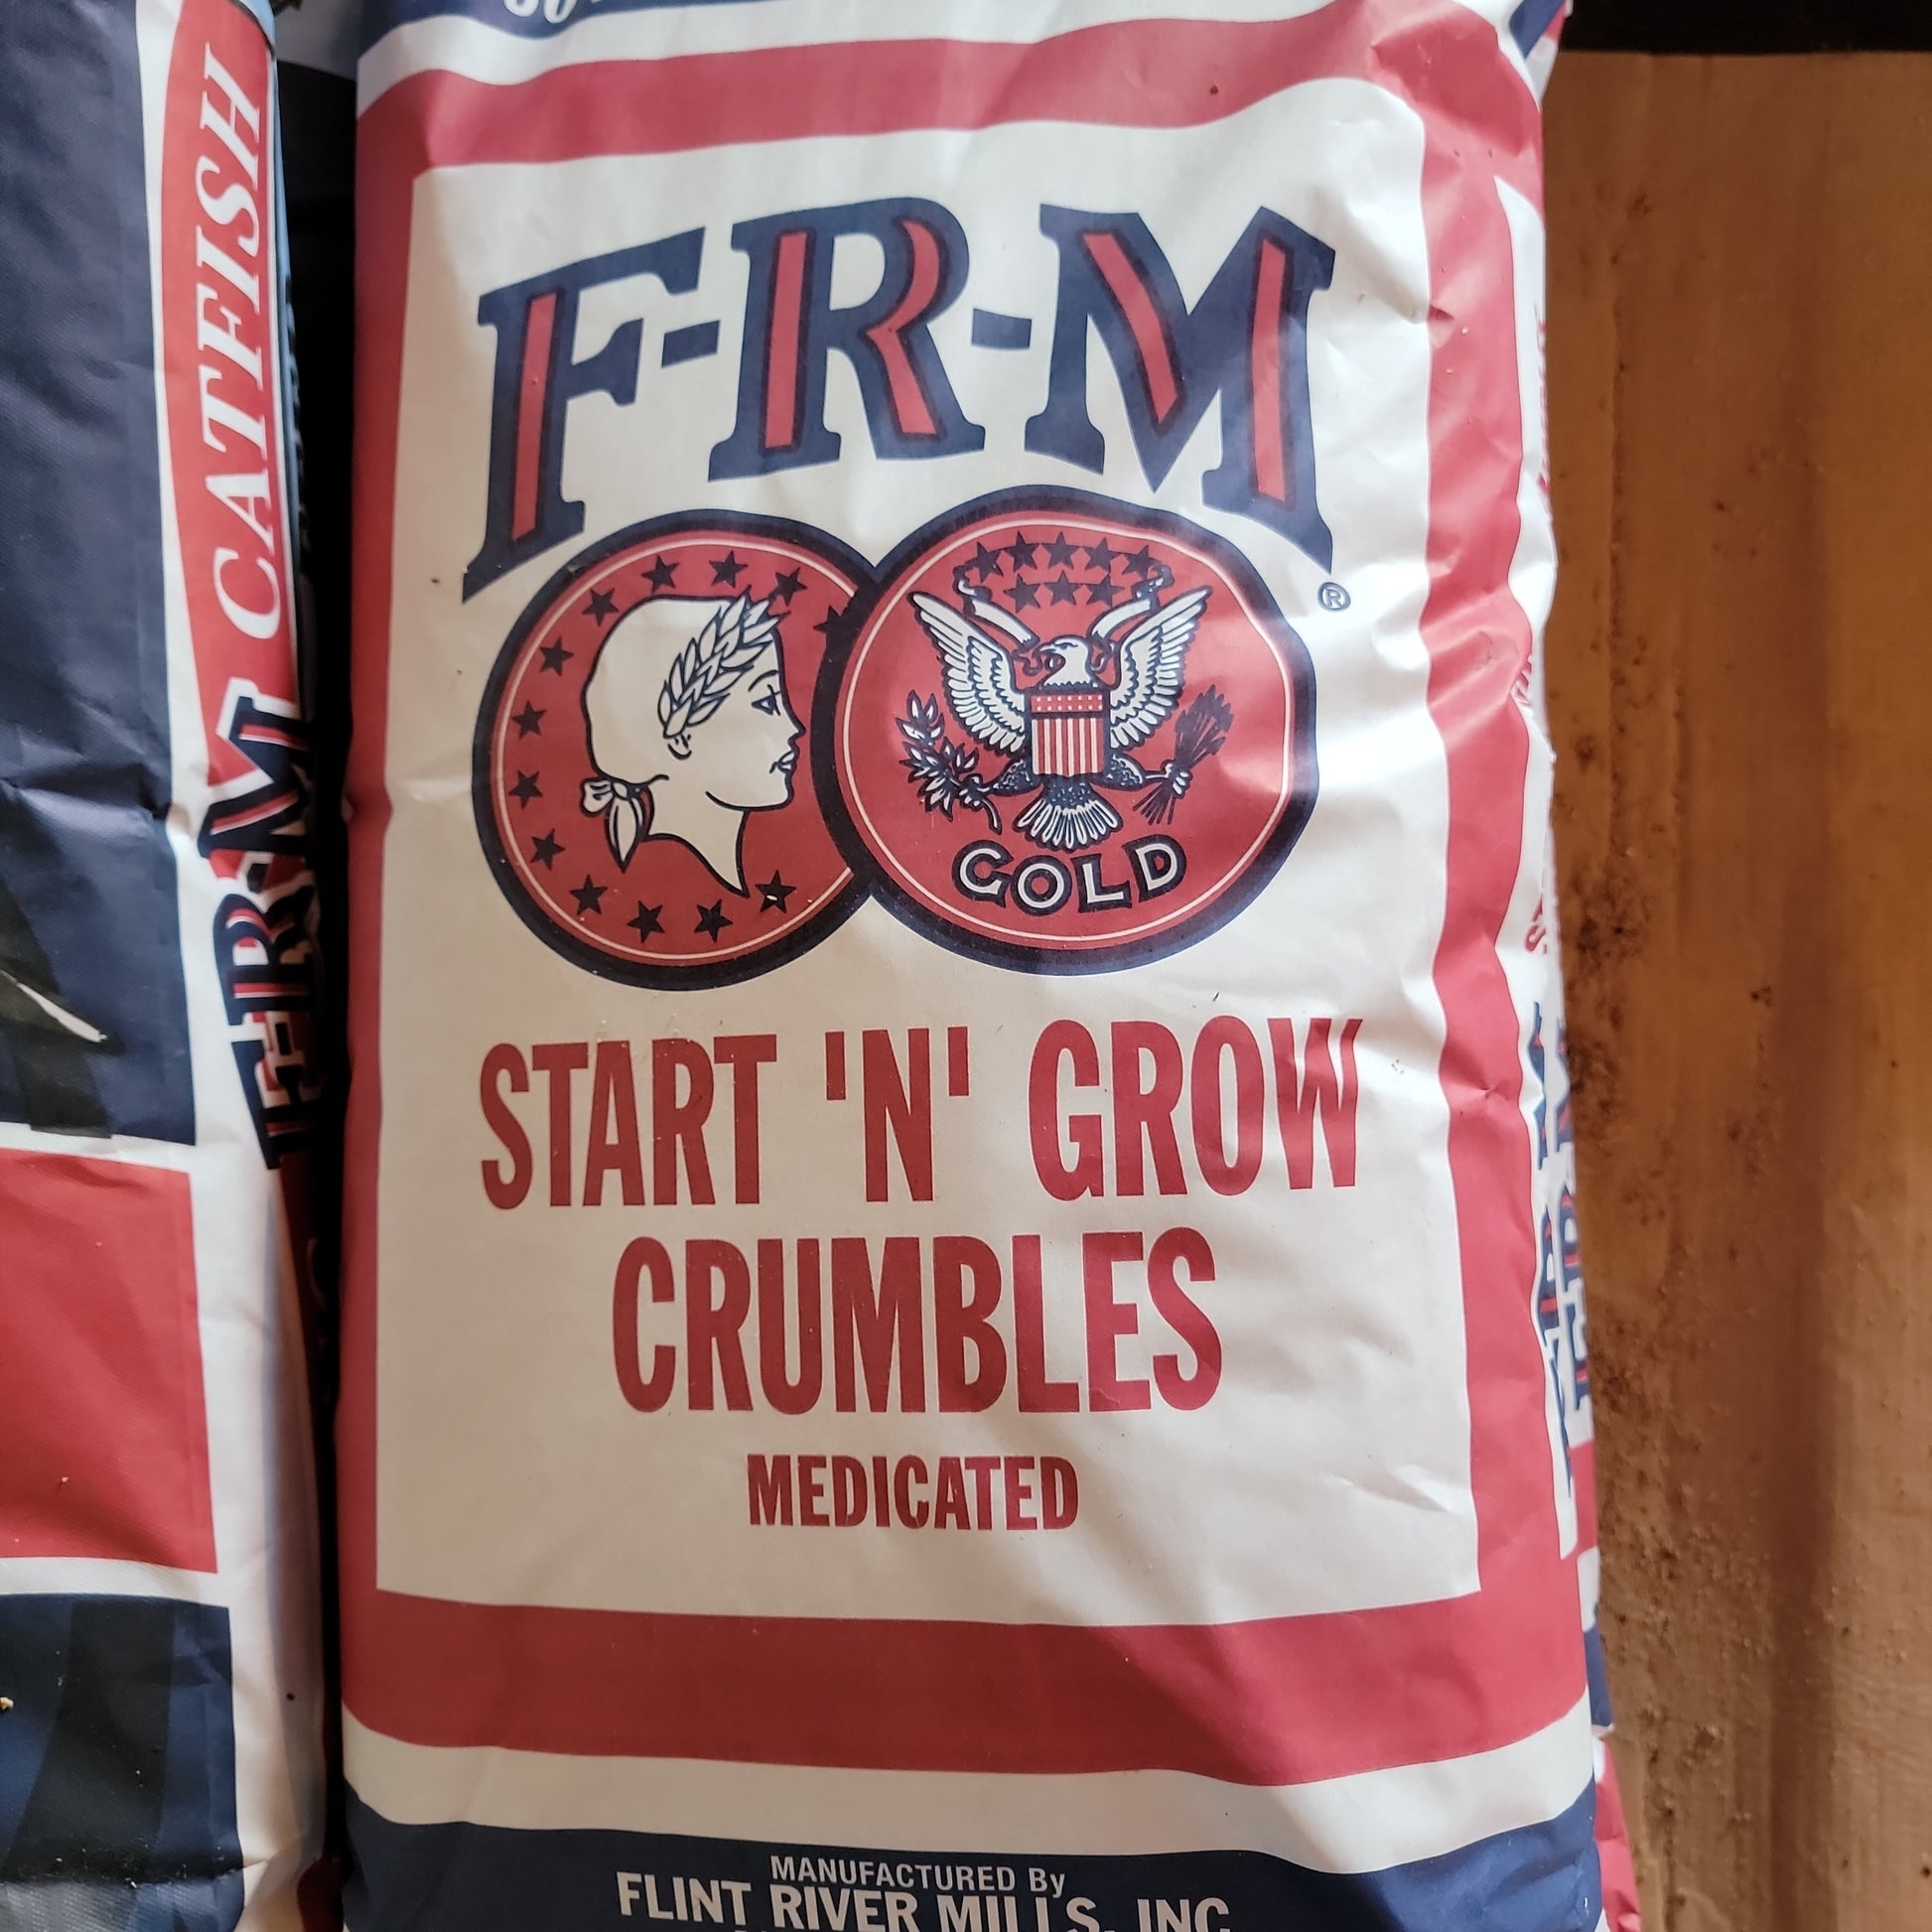 F-R-M
®
GOLD
START 'N' GROW
CRUMBLES
MEDICATED
MANUFACTURED By
FLINT RIVER MILLS, INC
F-R-M CATFISH